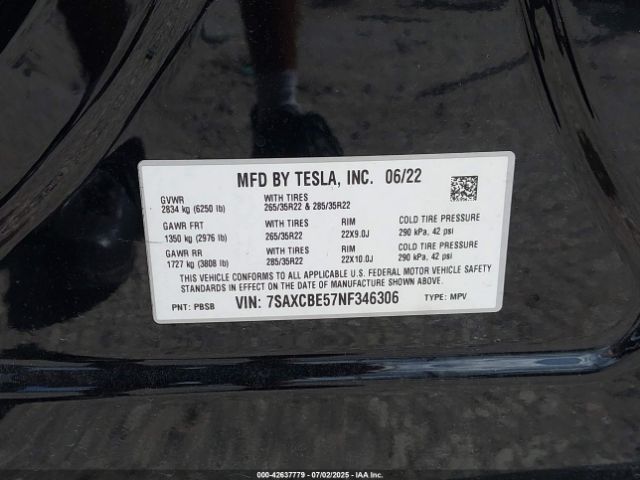 MFD BY TESLA, INC. 06/22
GVWR WITH TIRES
2834 kg (6250 lb) 265/35R22 & 285/35R22
GAWR FRT WITH TIRES RIM COLD TIRE PRESSURE
1350 kg (2976 lb) 265/35R22 22X9.0J 290 kPa, 42 psi
GAWR RR WITH TIRES RIM COLD TIRE PRESSURE
1727 kg (3808 lb) 285/35R22 22X10.0J 290 kPa, 42 psi
THIS VEHICLE CONFORMS TO ALL APPLICABLE U.S. FEDERAL MOTOR VEHICLE SAFETY
STANDARDS IN EFFECT ON THE DATE OF MANUFACTURE SHOWN ABOVE.
PNT: PBSB VIN: 7SAXCBE57NF346306 TYPE: MPV
000-42637779 - 07/02/2025 - IAAI.COM